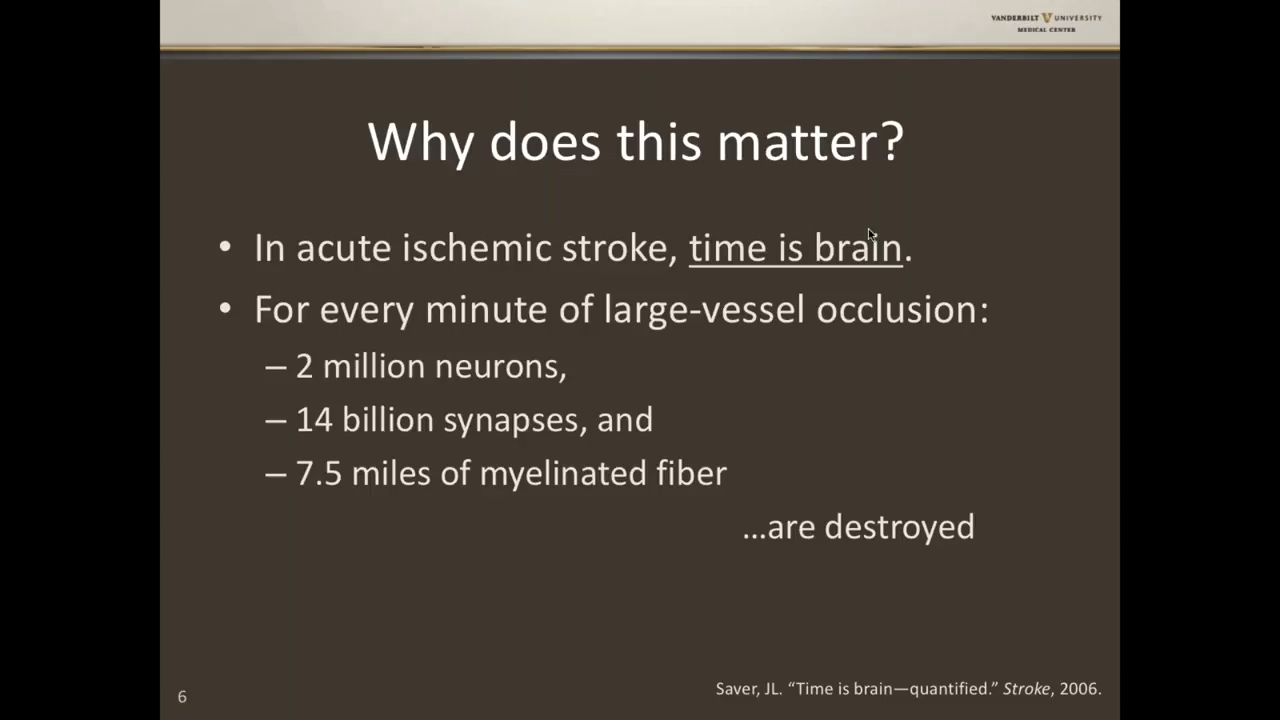 VANDERBILT V UNIVERSITY
MEDICAL CENTER
Why does this matter?
• In acute ischemic stroke, time is brain.
• For every minute of large-vessel occlusion:
– 2 million neurons,
– 14 billion synapses, and
– 7.5 miles of myelinated fiber
…are destroyed
6
Saver, JL. “Time is brain—quantified.” Stroke, 2006.